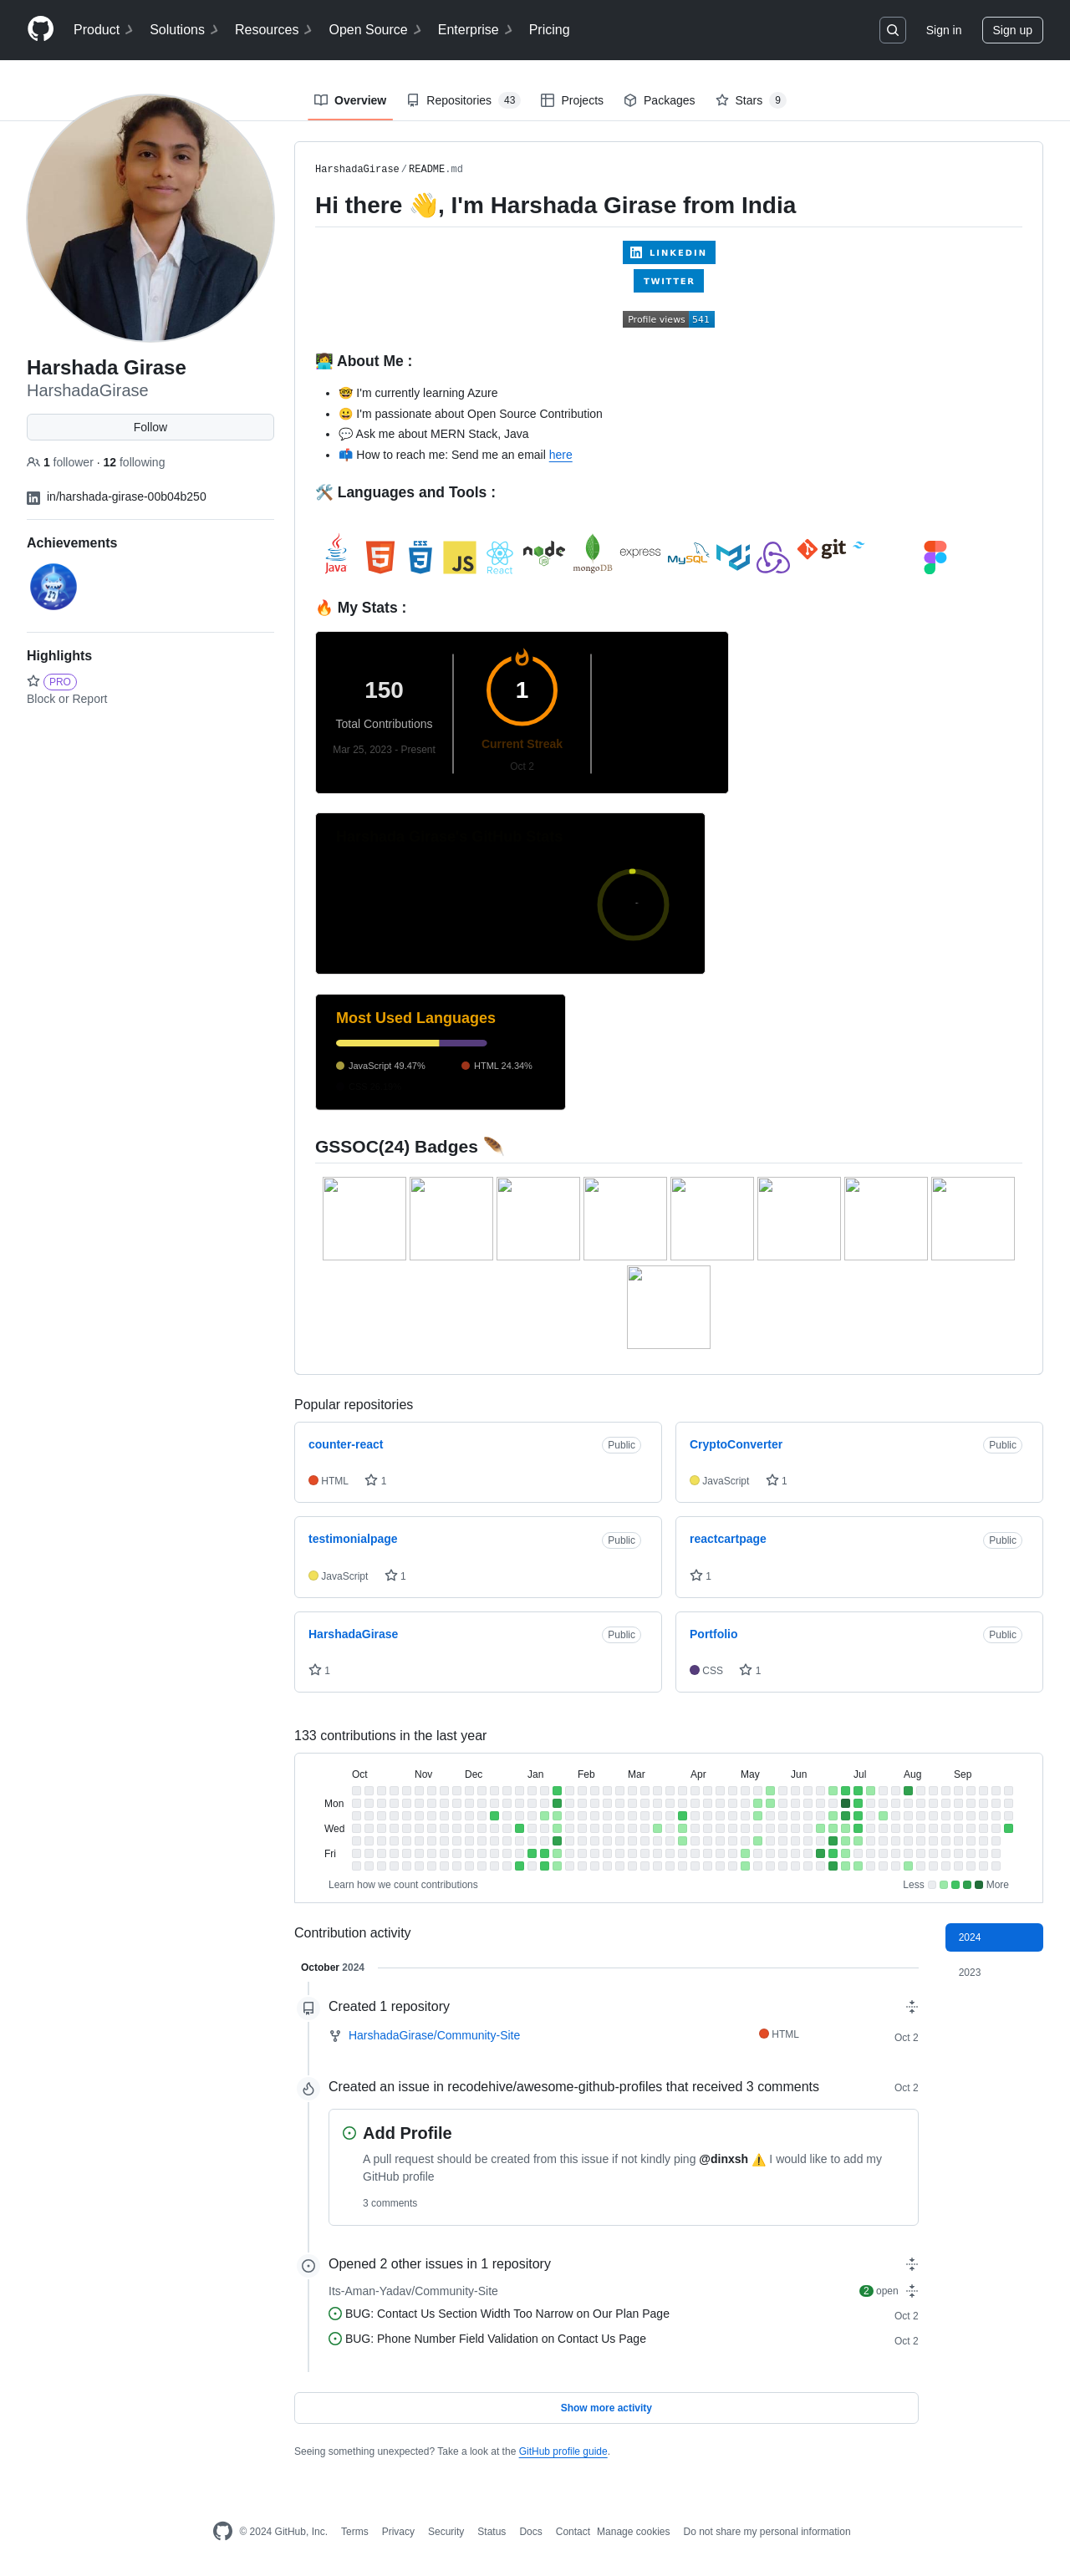 Product Solutions Resources Open Source Enterprise Pricing Sign in Sign up
Overview Repositories 43 Projects Packages Stars 9
Harshada Girase
HarshadaGirase
Follow
1 follower · 12 following
in/harshada-girase-00b04b250
Achievements
Highlights
PRO
Block or Report
HarshadaGirase/README.md
Hi there 👋, I'm Harshada Girase from India
LINKEDIN
TWITTER
Profile views 541
👩‍💻 About Me :
🤓 I'm currently learning Azure
😀 I'm passionate about Open Source Contribution
💬 Ask me about MERN Stack, Java
📫 How to reach me: Send me an email here
🛠️ Languages and Tools :
Java JS React node JS mongoDB express MySQL git
🔥 My Stats :
150
Total Contributions
Mar 25, 2023 - Present
1
Current Streak
Oct 2
Most Used Languages
JavaScript 49.47% HTML 24.34%
GSSOC(24) Badges 🪶
Popular repositories
counter-react Public
HTML 1
CryptoConverter Public
JavaScript 1
testimonialpage Public
JavaScript 1
reactcartpage Public
1
HarshadaGirase Public
1
Portfolio Public
CSS 1
133 contributions in the last year
Oct Nov Dec Jan Feb Mar Apr May Jun Jul Aug Sep
Mon
Wed
Fri
Learn how we count contributions Less More
Contribution activity
2024
2023
October 2024
Created 1 repository
HarshadaGirase/Community-Site HTML Oct 2
Created an issue in recodehive/awesome-github-profiles that received 3 comments Oct 2
Add Profile
A pull request should be created from this issue if not kindly ping @dinxsh ⚠️ I would like to add my
GitHub profile
3 comments
Opened 2 other issues in 1 repository
Its-Aman-Yadav/Community-Site 2 open
BUG: Contact Us Section Width Too Narrow on Our Plan Page Oct 2
BUG: Phone Number Field Validation on Contact Us Page Oct 2
Show more activity
Seeing something unexpected? Take a look at the GitHub profile guide.
© 2024 GitHub, Inc. Terms Privacy Security Status Docs Contact Manage cookies Do not share my personal information